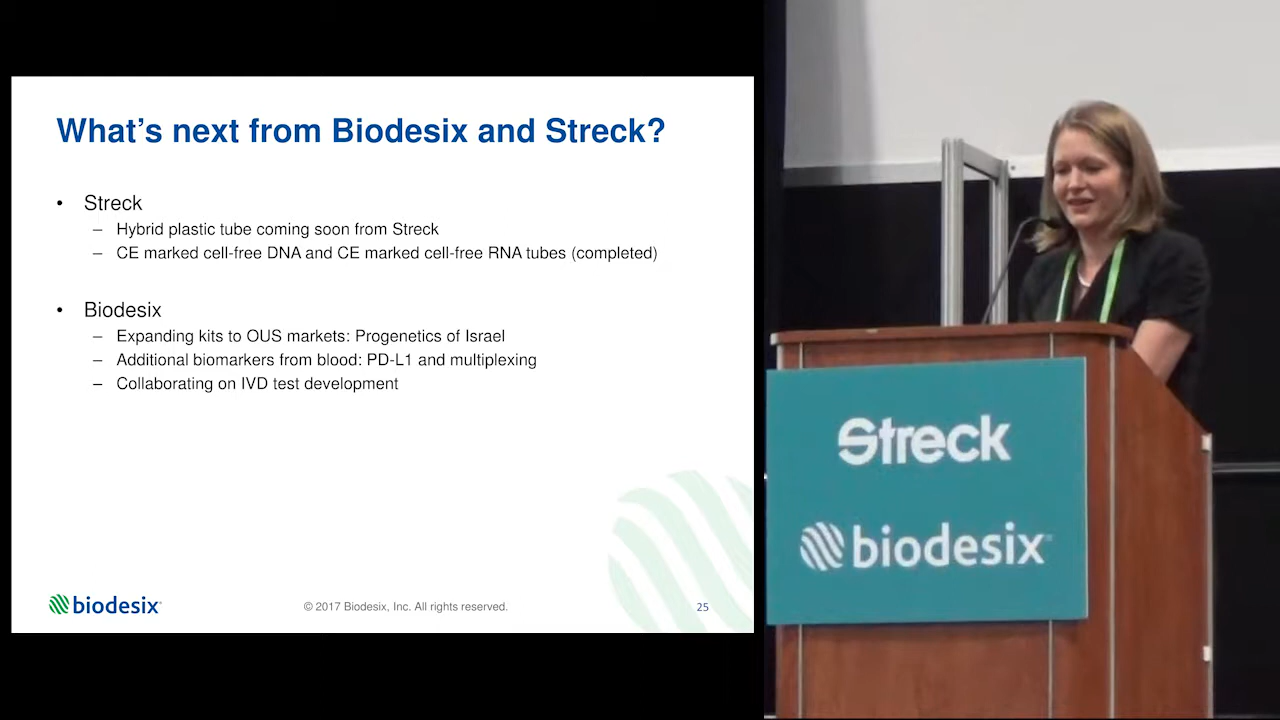 What's next from Biodesix and Streck?
• Streck
– Hybrid plastic tube coming soon from Streck
– CE marked cell-free DNA and CE marked cell-free RNA tubes (completed)
• Biodesix
– Expanding kits to OUS markets: Progenetics of Israel
– Additional biomarkers from blood: PD-L1 and multiplexing
– Collaborating on IVD test development
biodesix
© 2017 Biodesix, Inc. All rights reserved.
25
Streck
biodesix